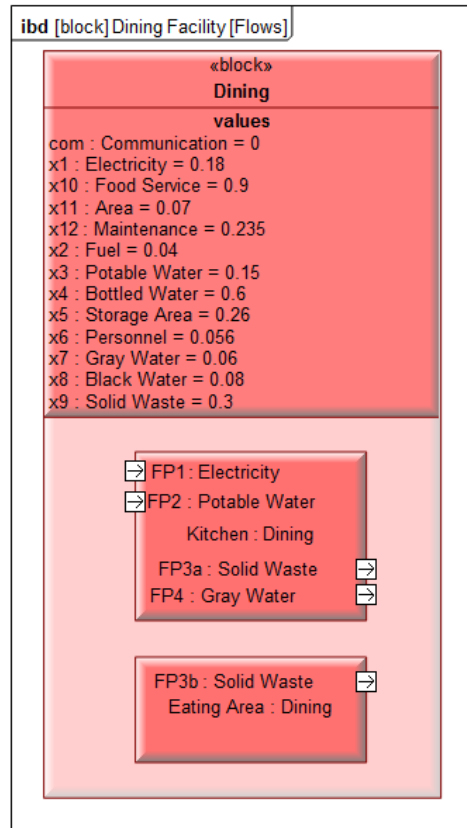 ibd [block] Dining Facility [Flows]
«block»
Dining
values
com : Communication = 0
x1 : Electricity = 0.18
x10 : Food Service = 0.9
x11 : Area = 0.07
x12 : Maintenance = 0.235
x2 : Fuel = 0.04
x3 : Potable Water = 0.15
x4 : Bottled Water = 0.6
x5 : Storage Area = 0.26
x6 : Personnel = 0.056
x7 : Gray Water = 0.06
x8 : Black Water = 0.08
x9 : Solid Waste = 0.3
FP1 : Electricity
FP2 : Potable Water
Kitchen : Dining
FP3a : Solid Waste
FP4 : Gray Water
FP3b : Solid Waste
Eating Area : Dining